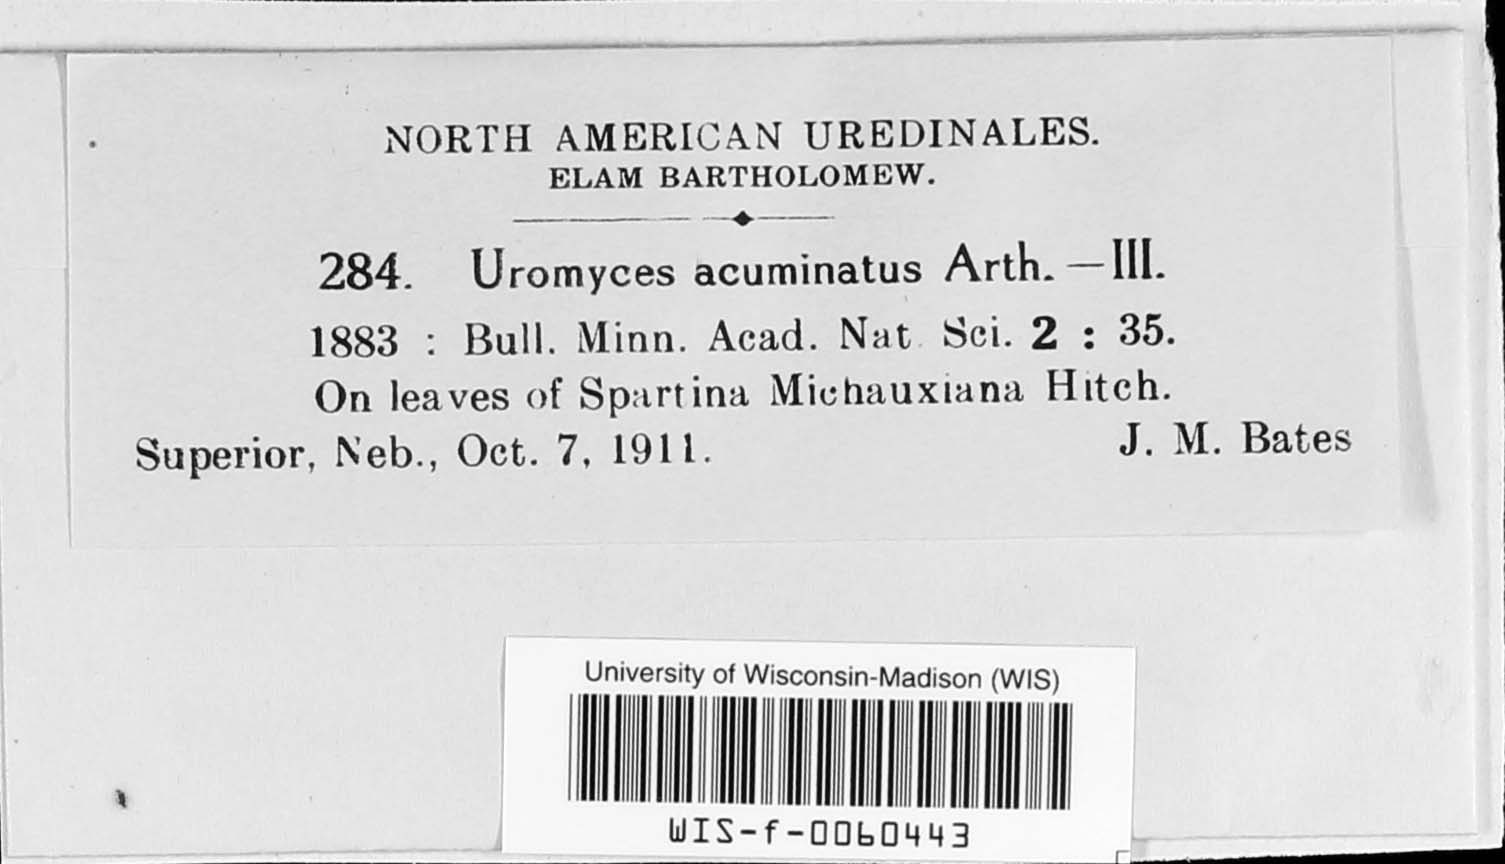 NORTH AMERICAN UREDINALES.
ELAM BARTHOLOMEW.
284. Uromyces acuminatus Arth. —III.
1883 : Bull. Minn. Acad. Nat. Sci. 2 : 35.
On leaves of Spartina Michauxiana Hitch.
Superior, Neb., Oct. 7, 1911. J. M. Bates
University of Wisconsin-Madison (WIS)
WIS-f-0060443